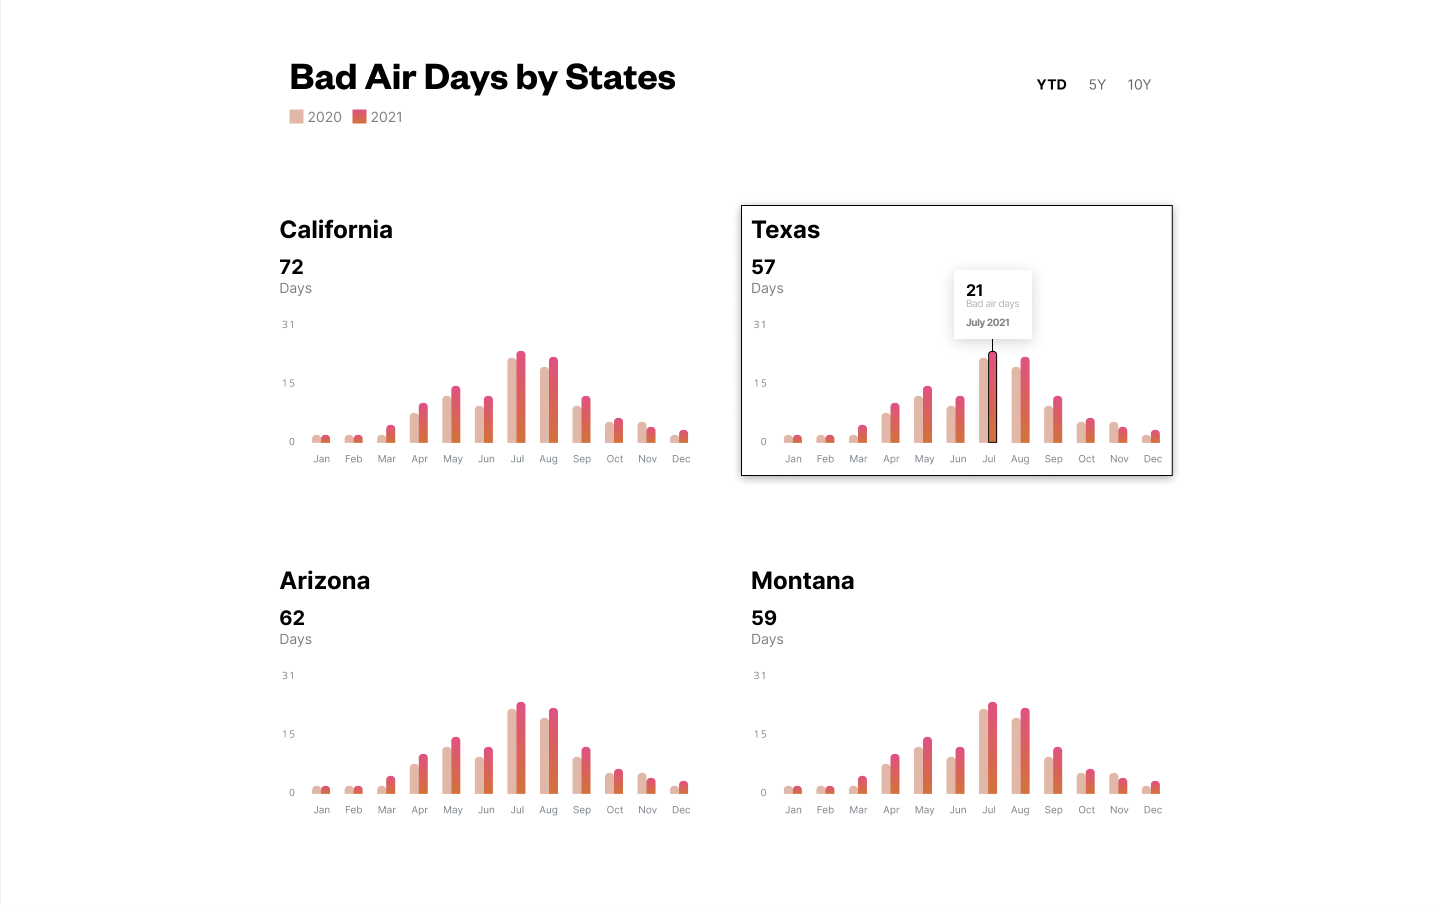 Bad Air Days by States
YTD 5Y 10Y
2020 2021
California
72
Days
31
15
0
Jan Feb Mar Apr May Jun Jul Aug Sep Oct Nov Dec
Texas
57
Days
21
Bad air days
July 2021
31
15
0
Jan Feb Mar Apr May Jun Jul Aug Sep Oct Nov Dec
Arizona
62
Days
31
15
0
Jan Feb Mar Apr May Jun Jul Aug Sep Oct Nov Dec
Montana
59
Days
31
15
0
Jan Feb Mar Apr May Jun Jul Aug Sep Oct Nov Dec